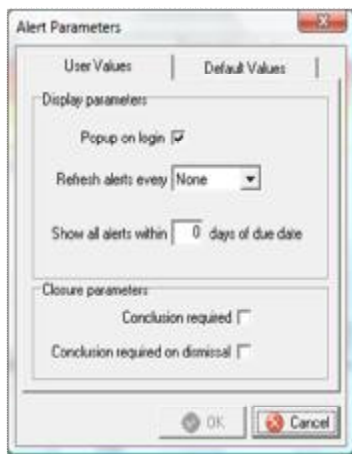 Alert Parameters
User Values Default Values
Display parameters
Popup on login
Refresh alerts every None
Show all alerts within 0 days of due date
Closure parameters
Conclusion required
Conclusion required on dismissal
OK Cancel